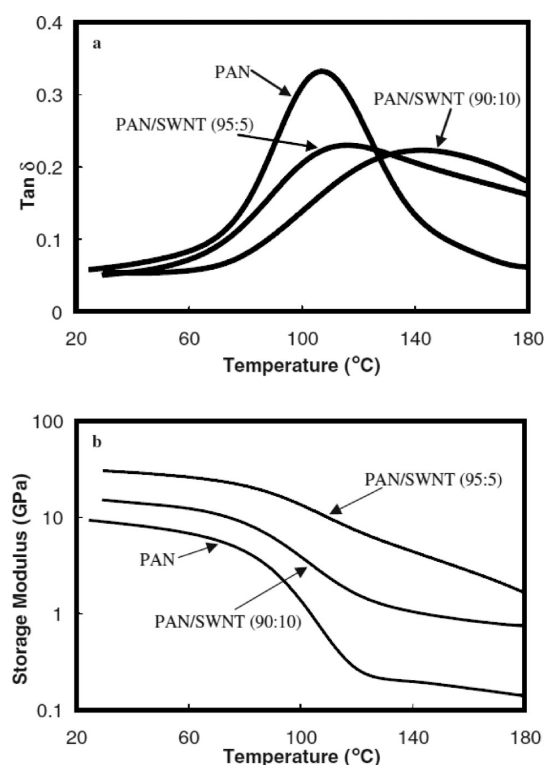 0.4
a
PAN
0.3
PAN/SWNT (90:10)
PAN/SWNT (95:5)
0.2
Tan δ
0.1
0
20 60 100 140 180
Temperature (°C)
100
b
PAN/SWNT (95:5)
10
Storage Modulus (GPa)
PAN
1
PAN/SWNT (90:10)
0.1
20 60 100 140 180
Temperature (°C)